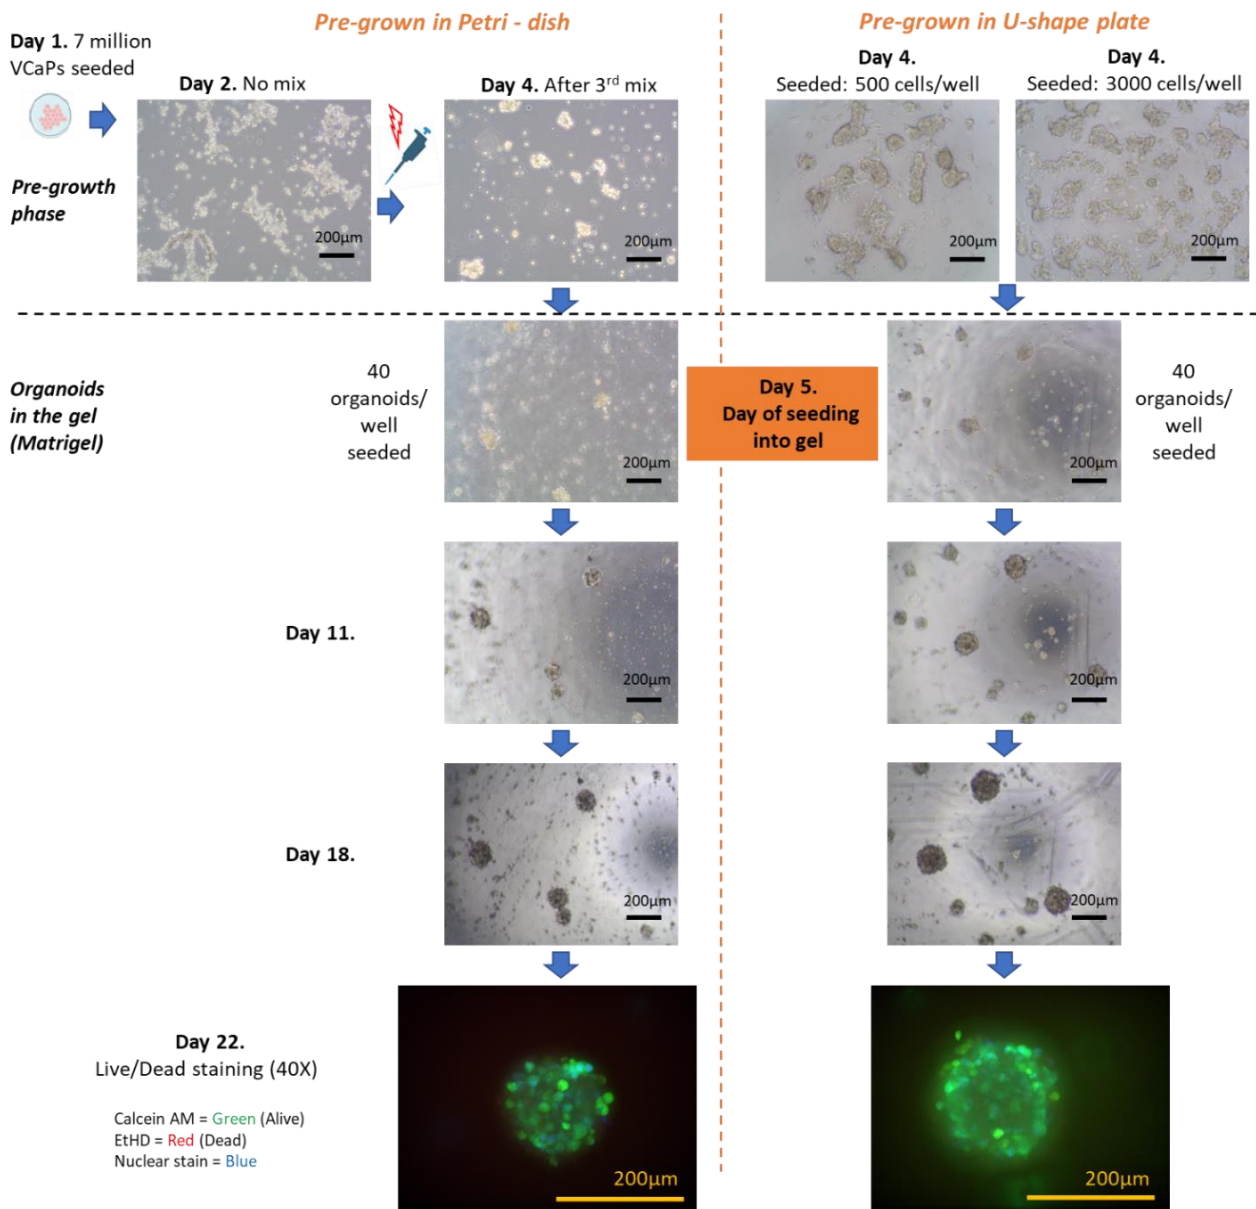 Pre-grown in Petri - dish
Pre-grown in U-shape plate
Day 1. 7 million
VCaPs seeded
Day 2. No mix
Day 4. After 3rd mix
Day 4.
Seeded: 500 cells/well
Day 4.
Seeded: 3000 cells/well
Pre-growth
phase
200µm
200µm
200µm
200µm
Organoids
in the gel
(Matrigel)
40
organoids/
well
seeded
200µm
Day 5.
Day of seeding
into gel
200µm
40
organoids/
well
seeded
Day 11.
200µm
200µm
Day 18.
200µm
200µm
Day 22.
Live/Dead staining (40X)
Calcein AM = Green (Alive)
EtHD = Red (Dead)
Nuclear stain = Blue
200µm
200µm